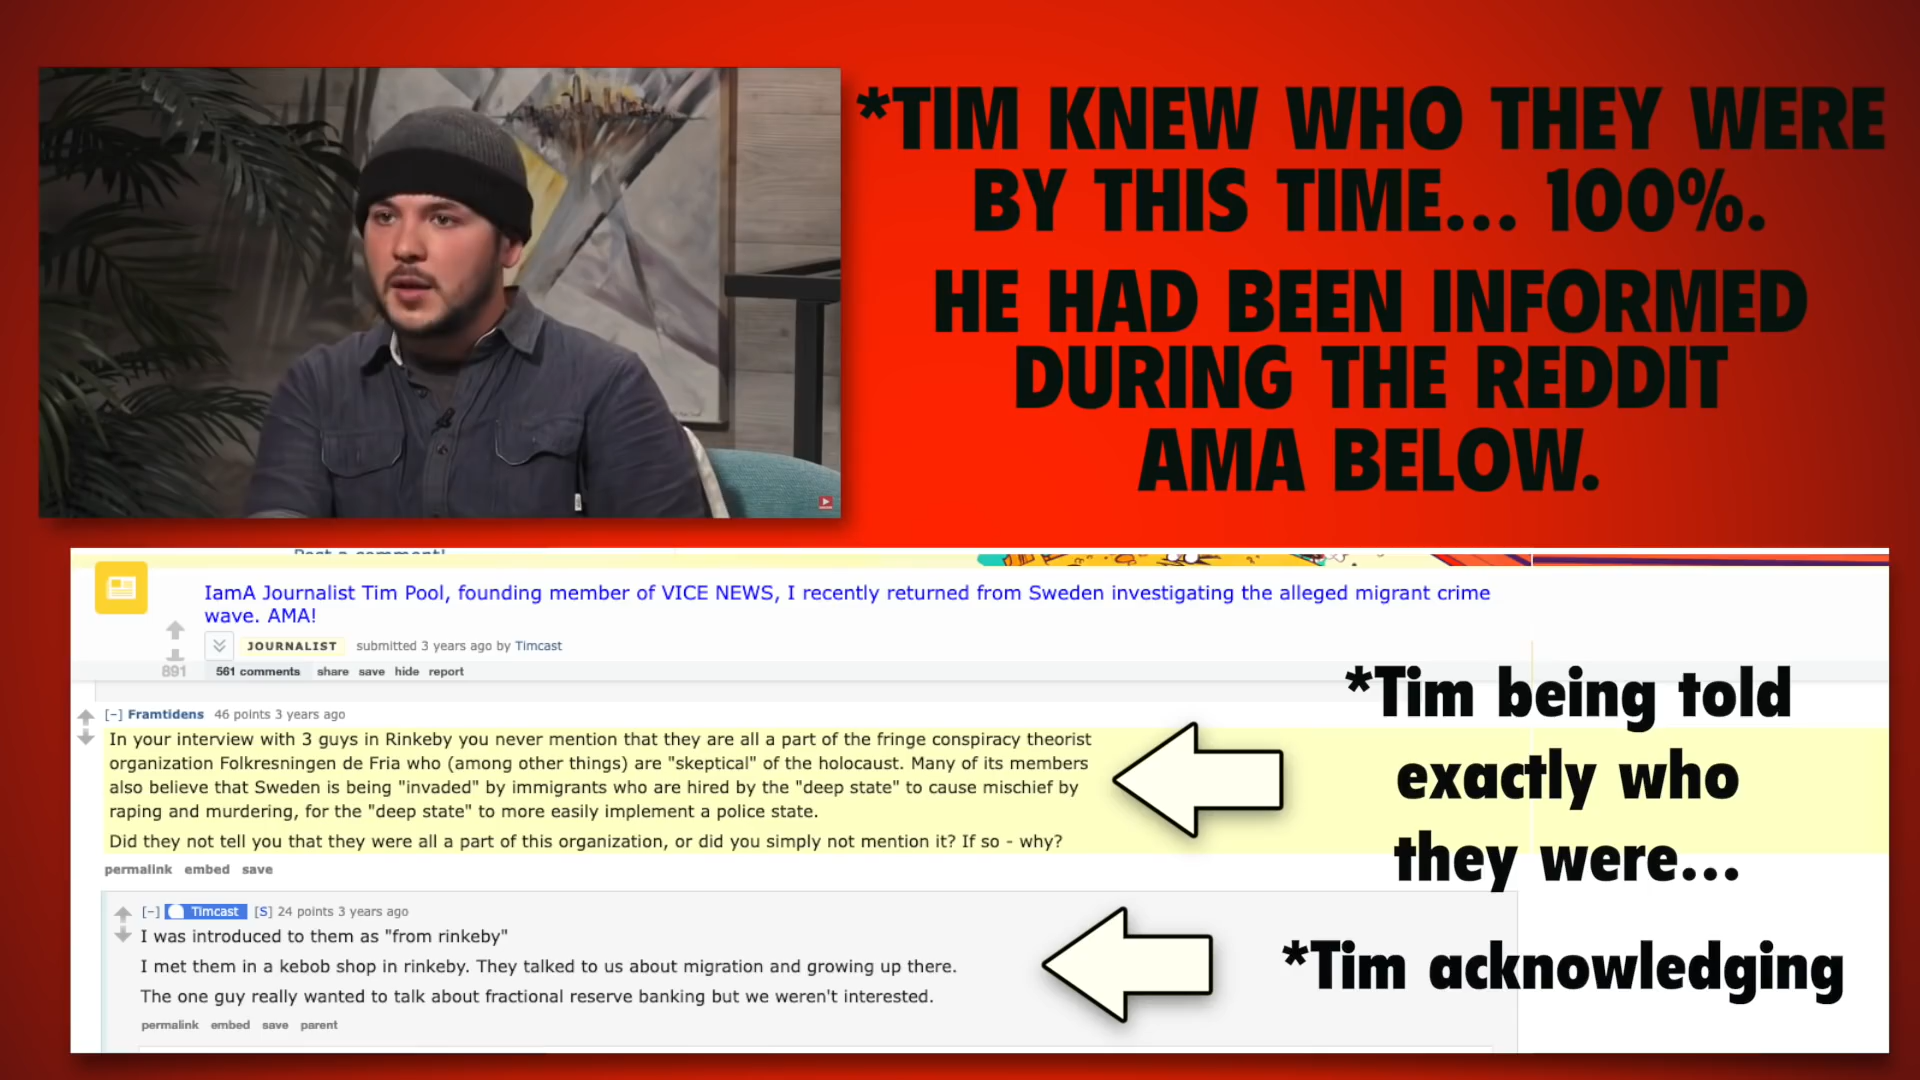 *TIM KNEW WHO THEY WERE
BY THIS TIME... 100%.
HE HAD BEEN INFORMED
DURING THE REDDIT
AMA BELOW.
Post a comment!
IamA Journalist Tim Pool, founding member of VICE NEWS, I recently returned from Sweden investigating the alleged migrant crime
wave. AMA!
JOURNALIST submitted 3 years ago by Timcast
891
561 comments share save hide report
[–] Framtidens 46 points 3 years ago
In your interview with 3 guys in Rinkeby you never mention that they are all a part of the fringe conspiracy theorist
organization Folkresningen de Fria who (among other things) are "skeptical" of the holocaust. Many of its members
also believe that Sweden is being "invaded" by immigrants who are hired by the "deep state" to cause mischief by
raping and murdering, for the "deep state" to more easily implement a police state.
Did they not tell you that they were all a part of this organization, or did you simply not mention it? If so - why?
permalink embed save
*Tim being told
exactly who
they were...
[–] Timcast [S] 24 points 3 years ago
I was introduced to them as "from rinkeby"
I met them in a kebob shop in rinkeby. They talked to us about migration and growing up there.
The one guy really wanted to talk about fractional reserve banking but we weren't interested.
permalink embed save parent
*Tim acknowledging